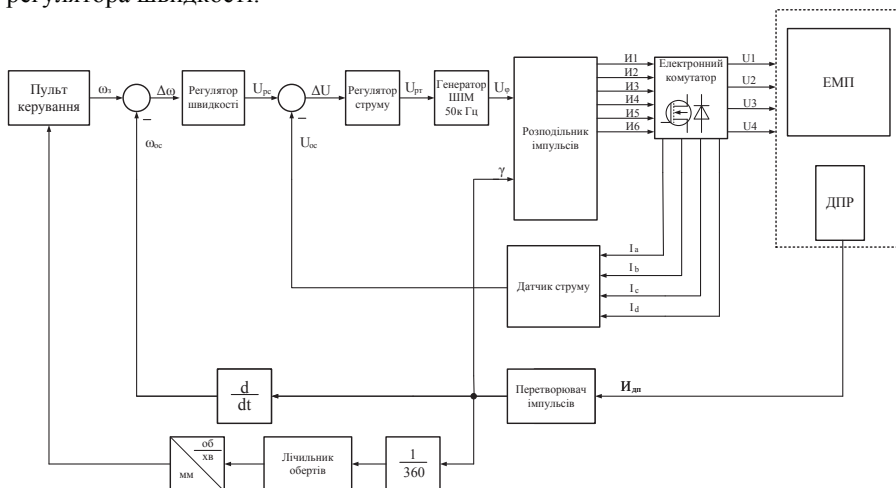 регулятора швидкості.
Пульт
керування
ω₃
Δω
ωос
Регулятор
швидкості
Uрс
ΔU
Uос
Регулятор
струму
Uрт
Генератор
ШІМ
50к Гц
Uφ
Розподільник
імпульсів
γ
И1
И2
И3
И4
И5
И6
Електронний
комутатор
U1
U2
U3
U4
ЕМП
ДПР
Датчик струму
Ia
Ib
Ic
Id
d
dt
Перетворювач
імпульсів
Идп
об
хв
мм
Лічильник
обертів
1
360